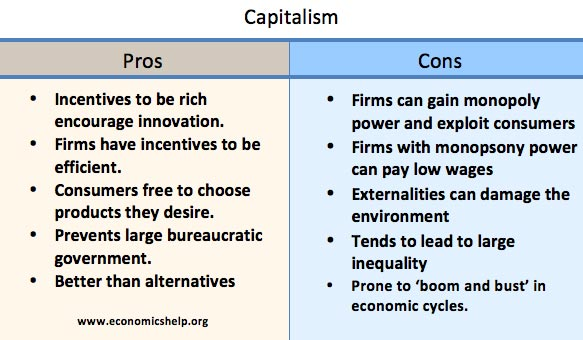 Capitalism
Pros
• Incentives to be rich
encourage innovation.
• Firms have incentives to be
efficient.
• Consumers free to choose
products they desire.
• Prevents large bureaucratic
government.
• Better than alternatives
www.economicshelp.org
Cons
• Firms can gain monopoly
power and exploit consumers
• Firms with monopsony power
can pay low wages
• Externalities can damage the
environment
• Tends to lead to large
inequality
• Prone to ‘boom and bust’ in
economic cycles.